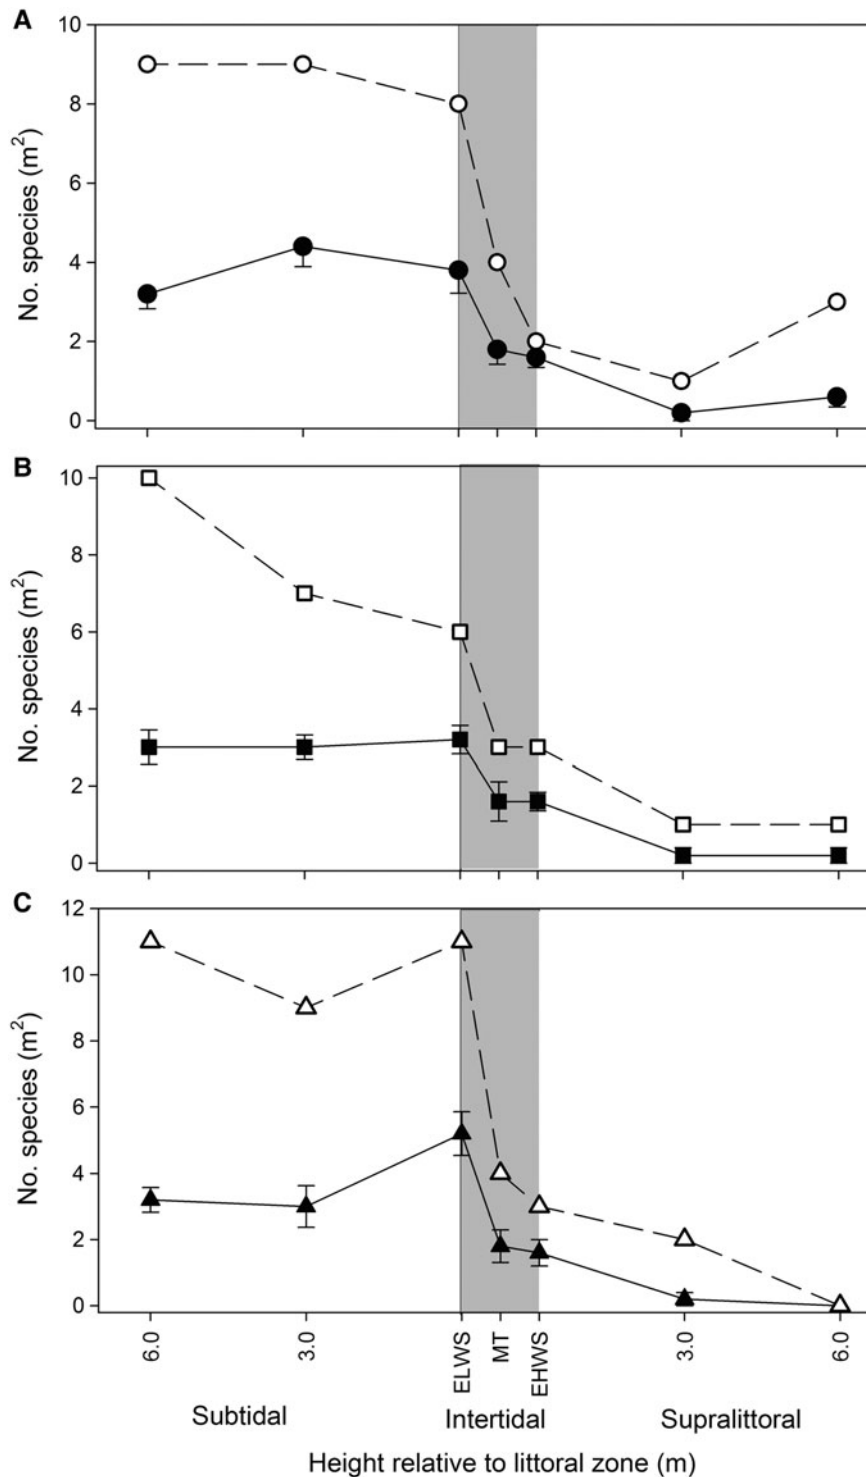 A
10
8
6
4
2
0
No. species (m²)
B
10
8
6
4
2
0
No. species (m²)
C
12
10
8
6
4
2
0
No. species (m²)
6.0
3.0
ELWS
MT
EHWS
3.0
6.0
Subtidal
Intertidal
Supralittoral
Height relative to littoral zone (m)